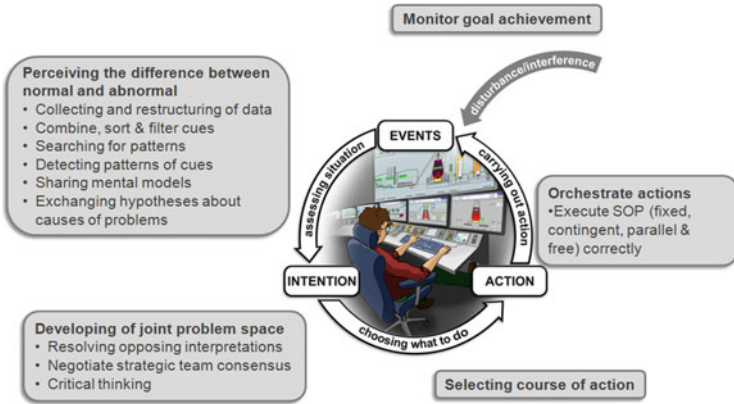 Monitor goal achievement
disturbance/interference
Perceiving the difference between
normal and abnormal
• Collecting and restructuring of data
• Combine, sort & filter cues
• Searching for patterns
• Detecting patterns of cues
• Sharing mental models
• Exchanging hypotheses about
causes of problems
EVENTS
assessing situation
carrying out action
Orchestrate actions
•Execute SOP (fixed,
contingent, parallel &
free) correctly
INTENTION
ACTION
choosing what to do
Developing of joint problem space
• Resolving opposing interpretations
• Negotiate strategic team consensus
• Critical thinking
Selecting course of action